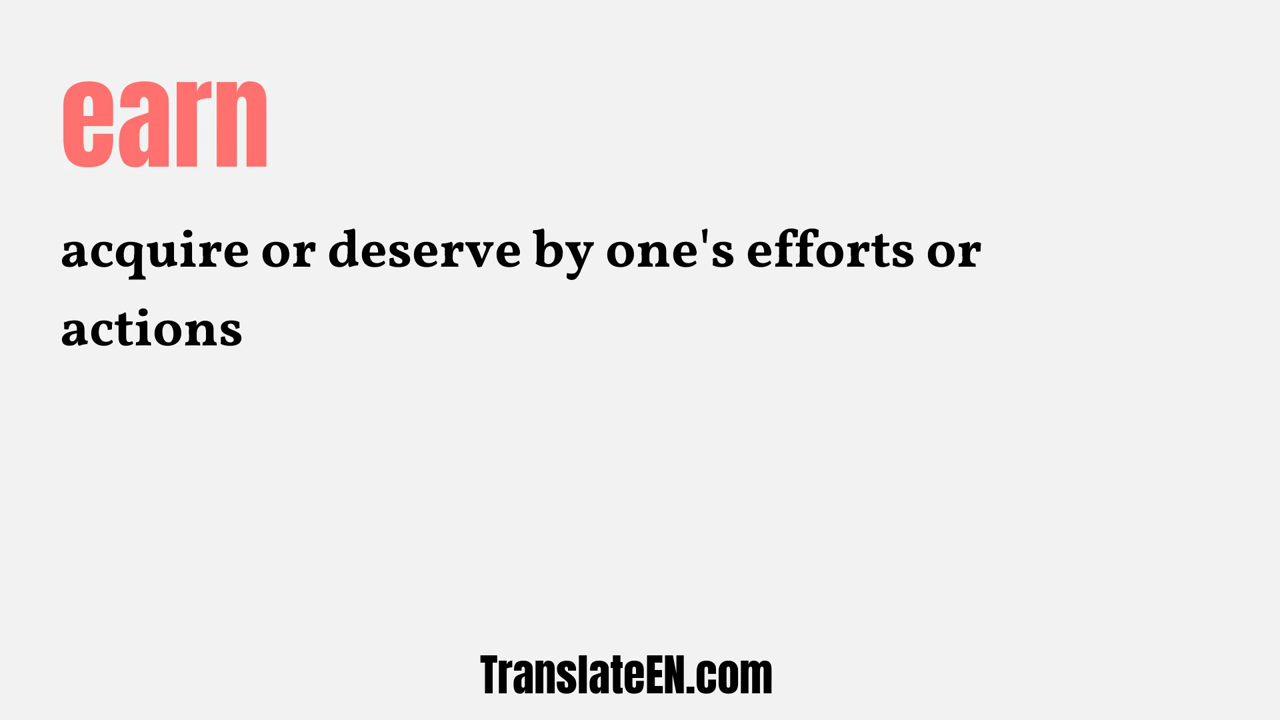 earn
acquire or deserve by one's efforts or
actions
TranslateEN.com